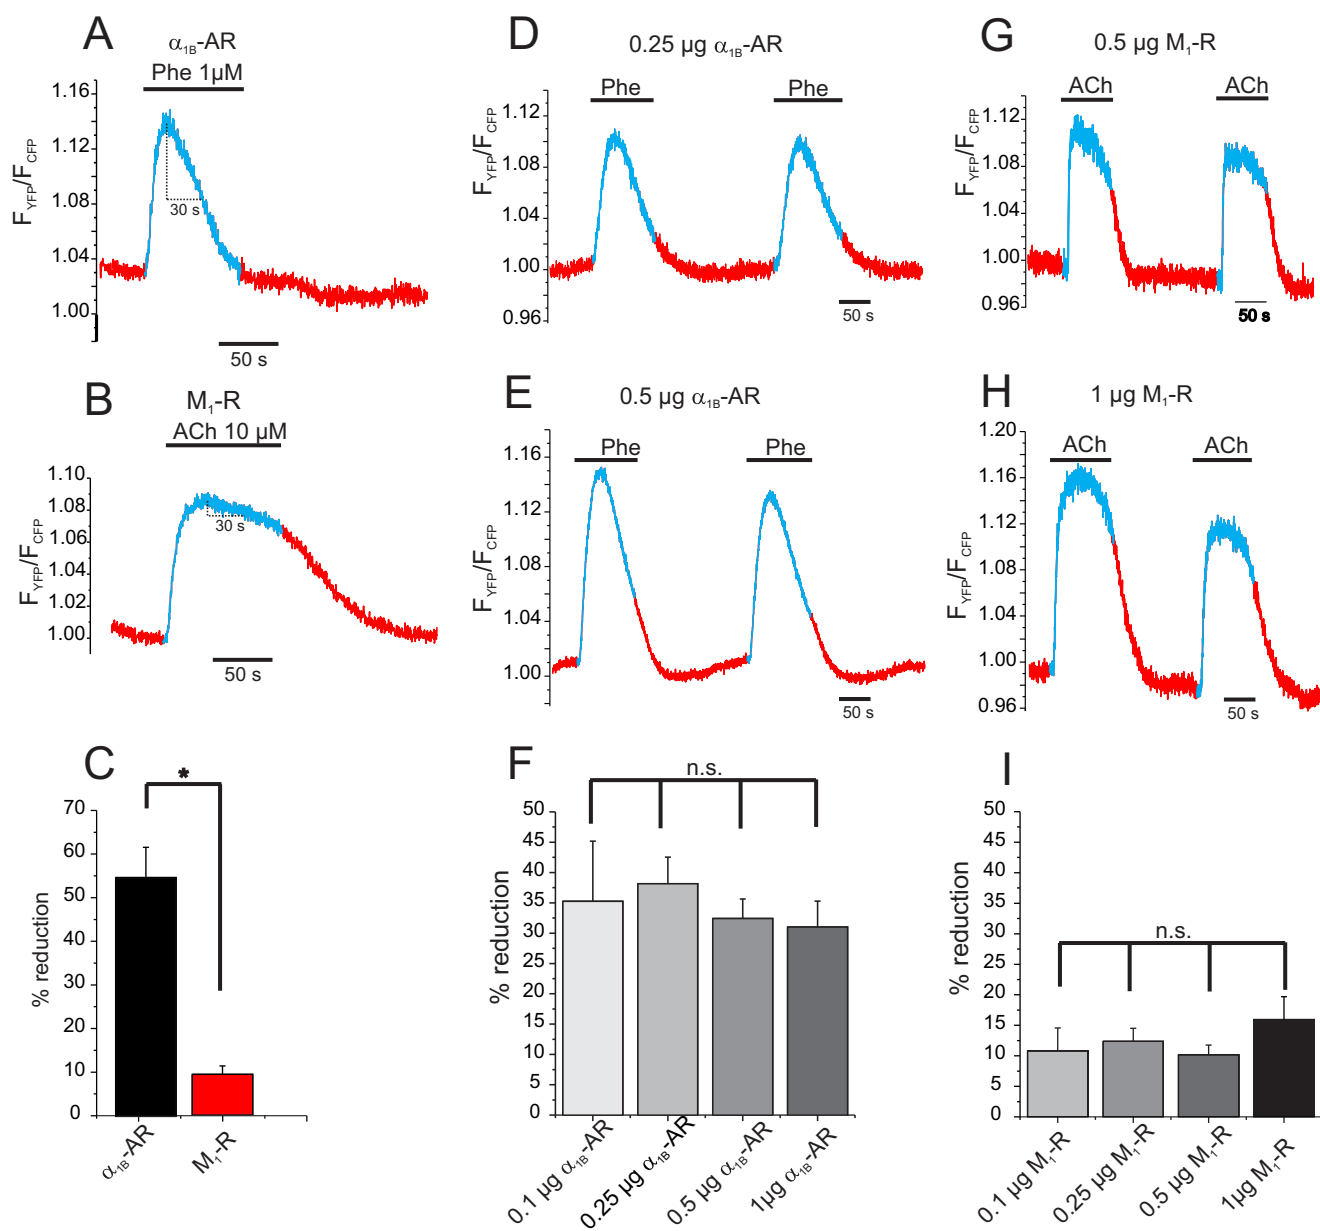 A
α1B-AR
Phe 1µM
FYFP/FCFP
1.16
1.12
1.08
1.04
1.00
30 s
50 s
B
M1-R
ACh 10 µM
FYFP/FCFP
1.10
1.08
1.06
1.04
1.02
1.00
30 s
50 s
C
*
% reduction
70
60
50
40
30
20
10
0
α1B-AR
M1-R
D
0.25 µg α1B-AR
Phe
Phe
FYFP/FCFP
1.12
1.08
1.04
1.00
0.96
50 s
E
0.5 µg α1B-AR
Phe
Phe
FYFP/FCFP
1.16
1.12
1.08
1.04
1.00
50 s
F
n.s.
% reduction
50
45
40
35
30
25
20
15
10
5
0
0.1 µg α1B-AR
0.25 µg α1B-AR
0.5 µg α1B-AR
1µg α1B-AR
G
0.5 µg M1-R
ACh
ACh
FYFP/FCFP
1.12
1.08
1.04
1.00
0.96
50 s
H
1 µg M1-R
ACh
ACh
FYFP/FCFP
1.20
1.16
1.12
1.08
1.04
1.00
0.96
50 s
I
n.s.
% reduction
50
45
40
35
30
25
20
15
10
5
0
0.1 µg M1-R
0.25 µg M1-R
0.5 µg M1-R
1µg M1-R